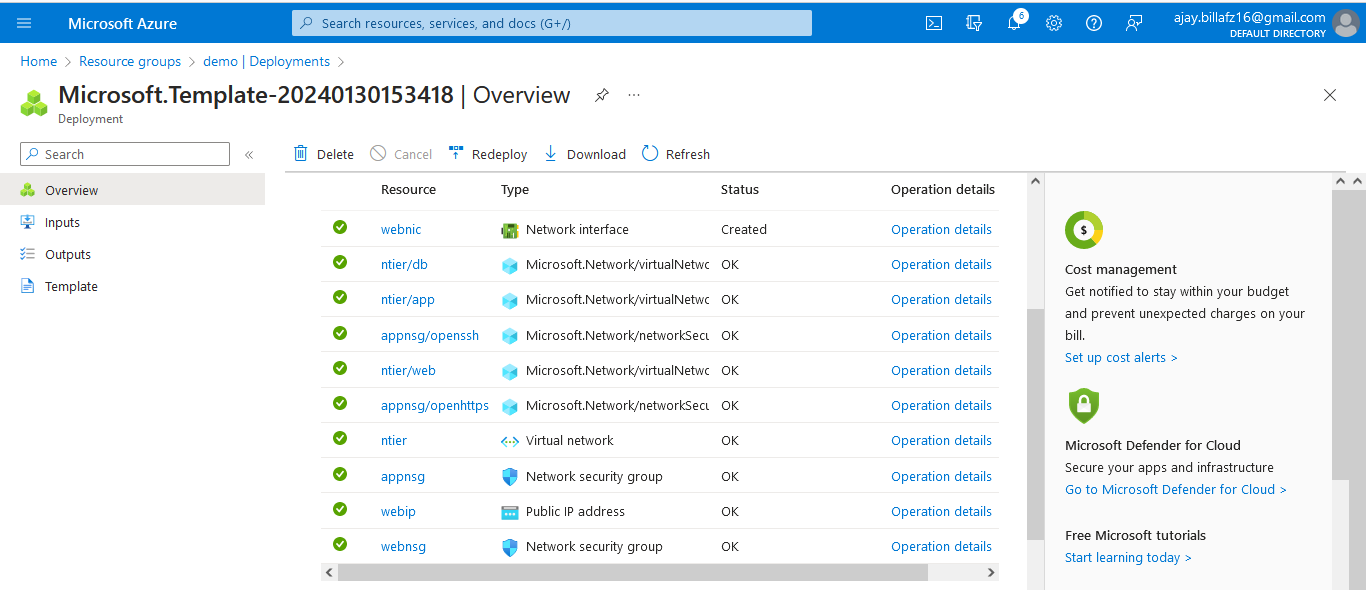 Microsoft Azure
Search resources, services, and docs (G+/)
6
ajay.billafz16@gmail.com
DEFAULT DIRECTORY
Home > Resource groups > demo | Deployments >
Microsoft.Template-20240130153418 | Overview
Deployment
Search
Delete Cancel Redeploy Download Refresh
Overview
Inputs
Outputs
Template
Resource Type Status Operation details
webnic Network interface Created Operation details
ntier/db Microsoft.Network/virtualNetwc OK Operation details
ntier/app Microsoft.Network/virtualNetwc OK Operation details
appnsg/openssh Microsoft.Network/networkSecu OK Operation details
ntier/web Microsoft.Network/virtualNetwc OK Operation details
appnsg/openhttps Microsoft.Network/networkSecu OK Operation details
ntier Virtual network OK Operation details
appnsg Network security group OK Operation details
webip Public IP address OK Operation details
webnsg Network security group OK Operation details
$
Cost management
Get notified to stay within your budget
and prevent unexpected charges on your
bill.
Set up cost alerts >
Microsoft Defender for Cloud
Secure your apps and infrastructure
Go to Microsoft Defender for Cloud >
Free Microsoft tutorials
Start learning today >